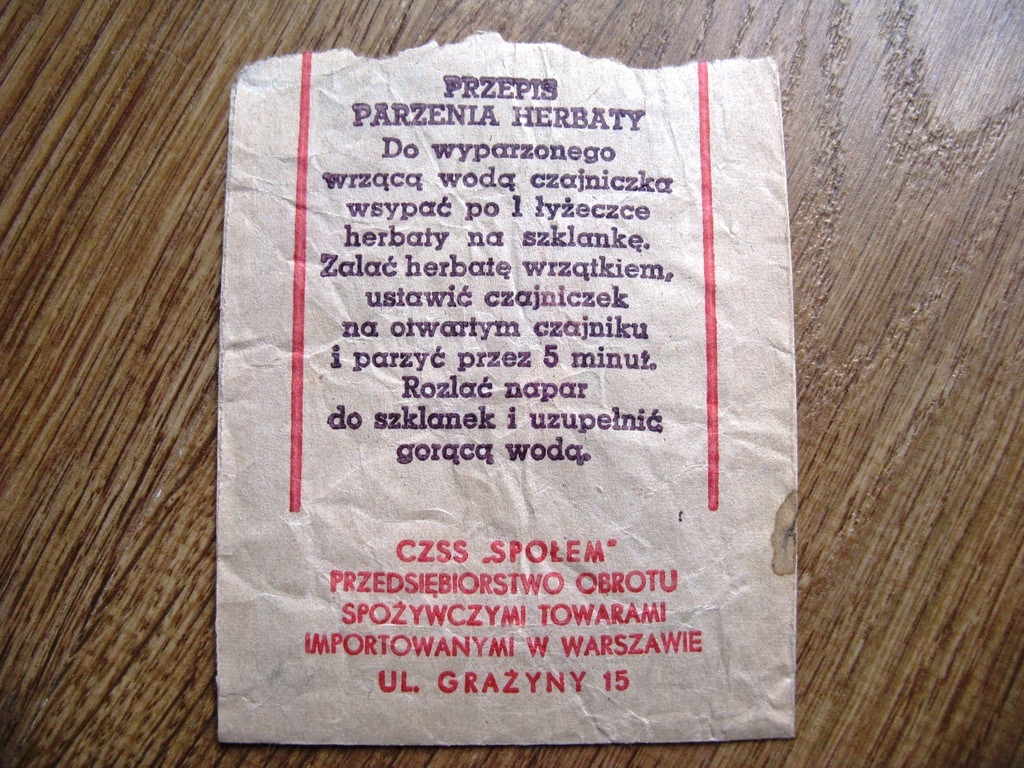 PRZEPIS
PARZENIA HERBATY
Do wyparzonego
wrzącą wodą czajniczka
wsypać po 1 łyżeczce
herbaty na szklankę.
Zalać herbatę wrzątkiem,
ustawić czajniczek
na otwartym czajniku
i parzyć przez 5 minut.
Rozlać napar
do szklanek i uzupełnić
gorącą wodą.
CZSS „SPOŁEM"
PRZEDSIĘBIORSTWO OBROTU
SPOŻYWCZYMI TOWARAMI
IMPORTOWANYMI W WARSZAWIE
UL. GRAŻYNY 15